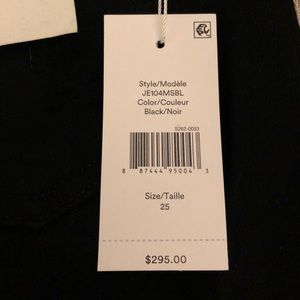 Style/Modèle
JE104MSBL
Color/Couleur
Black/Noir
S262-0053
8 87444 95004 3
Size/Taille
25
$295.00